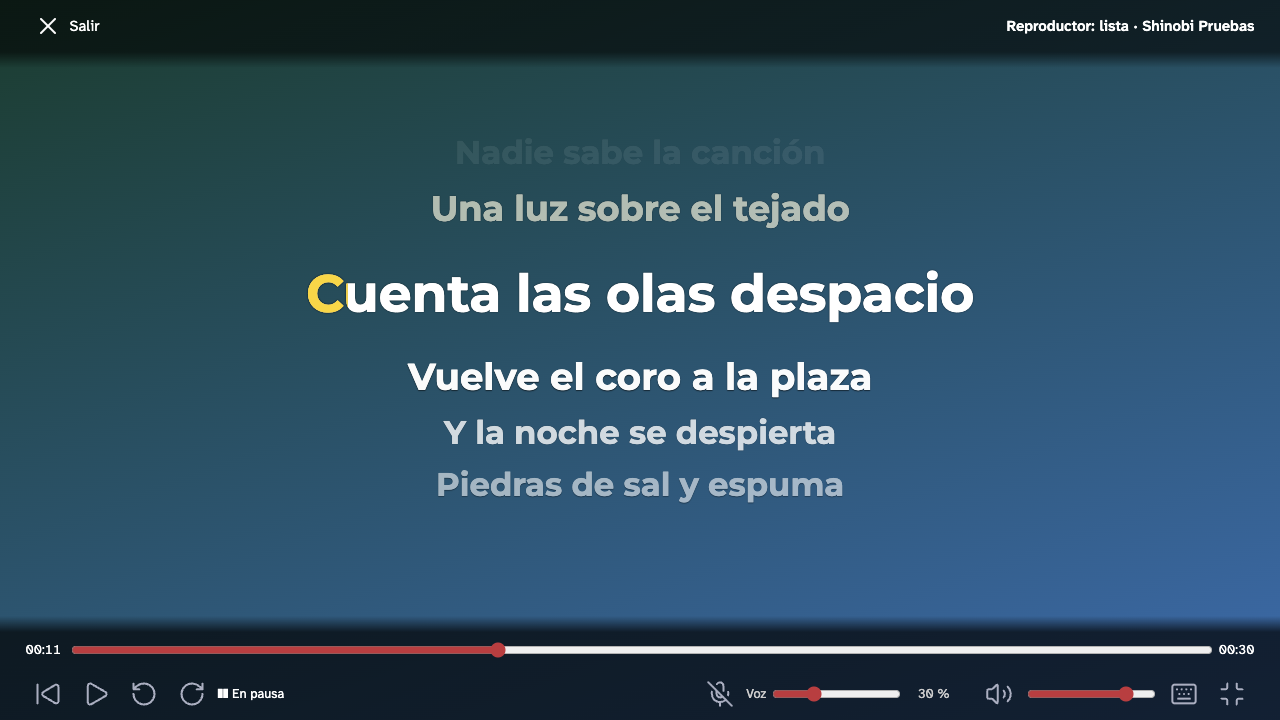 Salir
Reproductor: lista · Shinobi Pruebas
Nadie sabe la canción
Una luz sobre el tejado
Cuenta las olas despacio
Vuelve el coro a la plaza
Y la noche se despierta
Piedras de sal y espuma
00:11
00:30
En pausa
Voz
30 %